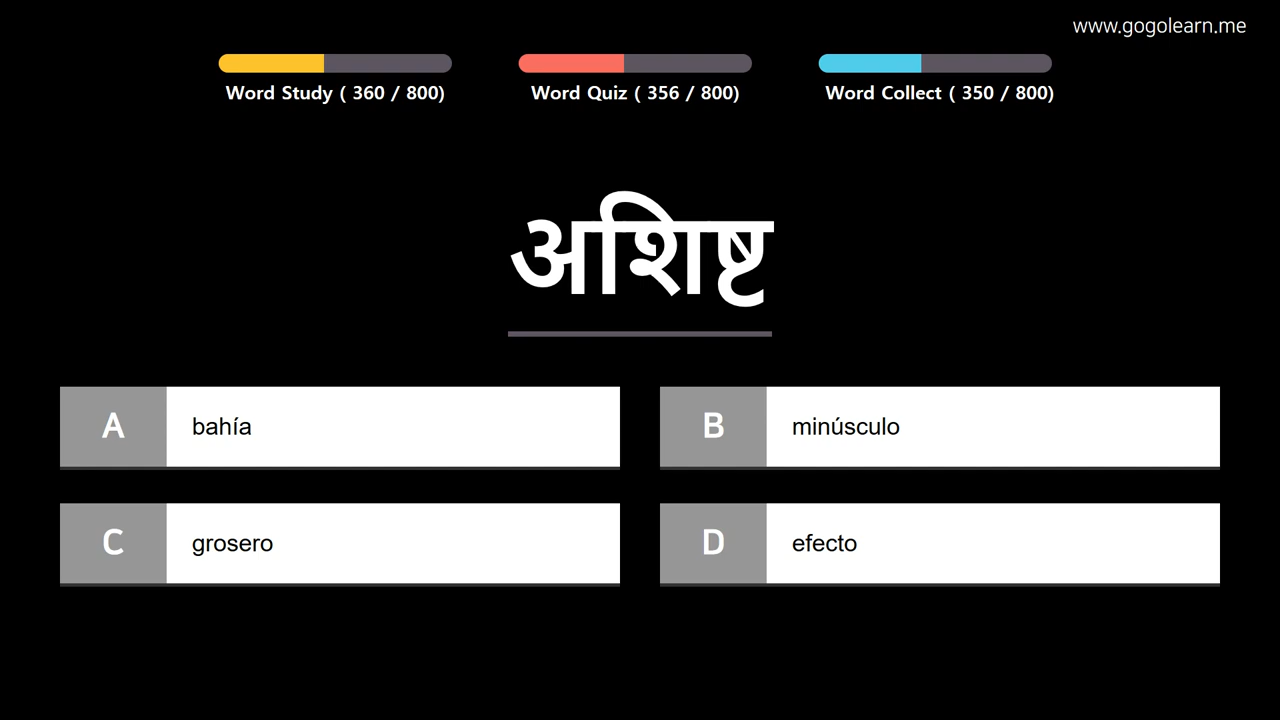 www.gogolearn.me
Word Study ( 360 / 800)
Word Quiz ( 356 / 800)
Word Collect ( 350 / 800)
अशिष्ट
A bahía
B minúsculo
C grosero
D efecto